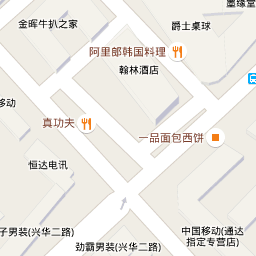 墨缘堂
金晖牛扒之家
爵士桌球
阿里郎韩国料理
翰林酒店
移动
真功夫
一品面包西饼
恒达电讯
子男装(兴华二路)
劲霸男装(兴华二路)
中国移动(通达
指定专营店)